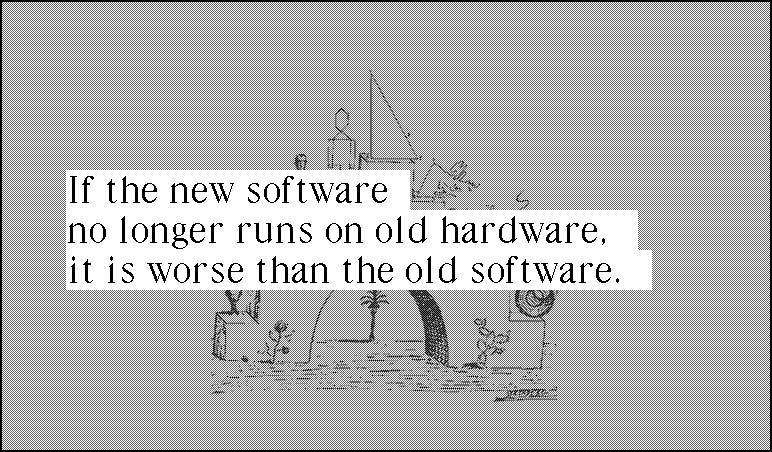 If the new software
no longer runs on old hardware,
it is worse than the old software.